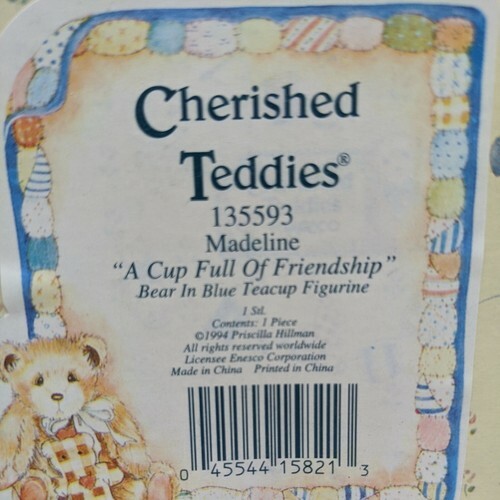 Cherished
Teddies®
135593
Madeline
"A Cup Full Of Friendship"
Bear In Blue Teacup Figurine
1 Stl.
Contents: 1 Piece
©1994 Priscilla Hillman
All rights reserved worldwide
Licensee Enesco Corporation
Made in China Printed in China
0 45544 15821 3